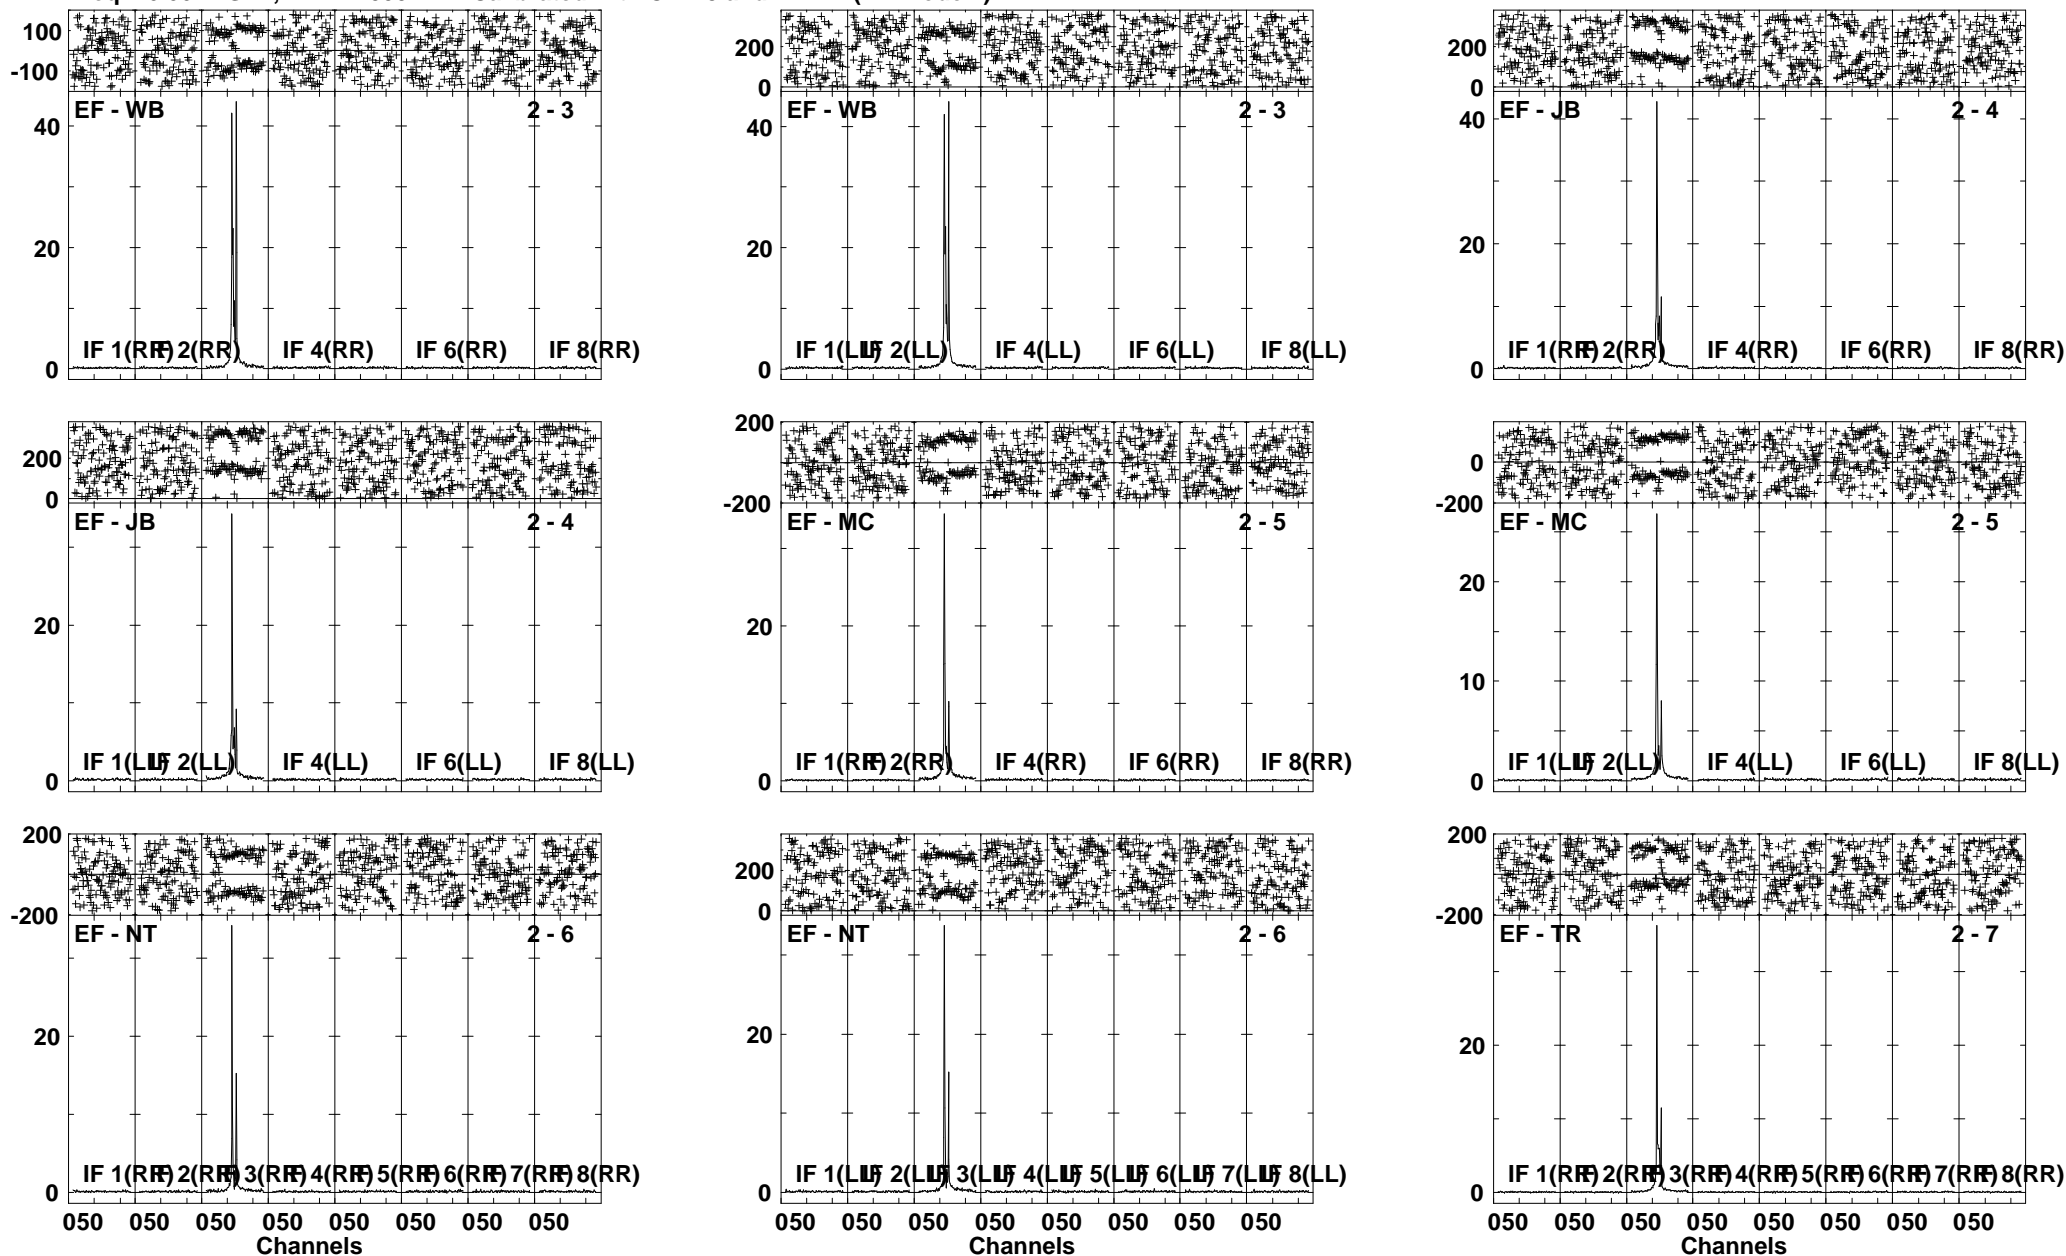 100
-100
EF - WB
2 - 3
40
20
0
IF 1(RR)
IF 2(RR)
IF 4(RR)
IF 6(RR)
IF 8(RR)
200
0
EF - WB
2 - 3
40
20
0
IF 1(LL)
IF 2(LL)
IF 4(LL)
IF 6(LL)
IF 8(LL)
200
0
EF - JB
2 - 4
40
20
0
IF 1(RR)
IF 2(RR)
IF 4(RR)
IF 6(RR)
IF 8(RR)
200
0
EF - JB
2 - 4
20
0
IF 1(LL)
IF 2(LL)
IF 4(LL)
IF 6(LL)
IF 8(LL)
200
-200
EF - MC
2 - 5
20
0
IF 1(RR)
IF 2(RR)
IF 4(RR)
IF 6(RR)
IF 8(RR)
0
-200
EF - MC
2 - 5
20
10
0
IF 1(LL)
IF 2(LL)
IF 4(LL)
IF 6(LL)
IF 8(LL)
200
-200
EF - NT
2 - 6
20
0
IF 1(RR)
IF 2(RR)
IF 3(RR)
IF 4(RR)
IF 5(RR)
IF 6(RR)
IF 7(RR)
IF 8(RR)
050 050 050 050 050 050 050 050
Channels
200
0
EF - NT
2 - 6
20
0
IF 1(LL)
IF 2(LL)
IF 3(LL)
IF 4(LL)
IF 5(LL)
IF 6(LL)
IF 7(LL)
IF 8(LL)
050 050 050 050 050 050 050 050
Channels
200
-200
EF - TR
2 - 7
20
0
IF 1(RR)
IF 2(RR)
IF 3(RR)
IF 4(RR)
IF 5(RR)
IF 6(RR)
IF 7(RR)
IF 8(RR)
050 050 050 050 050 050 050 050
Channels